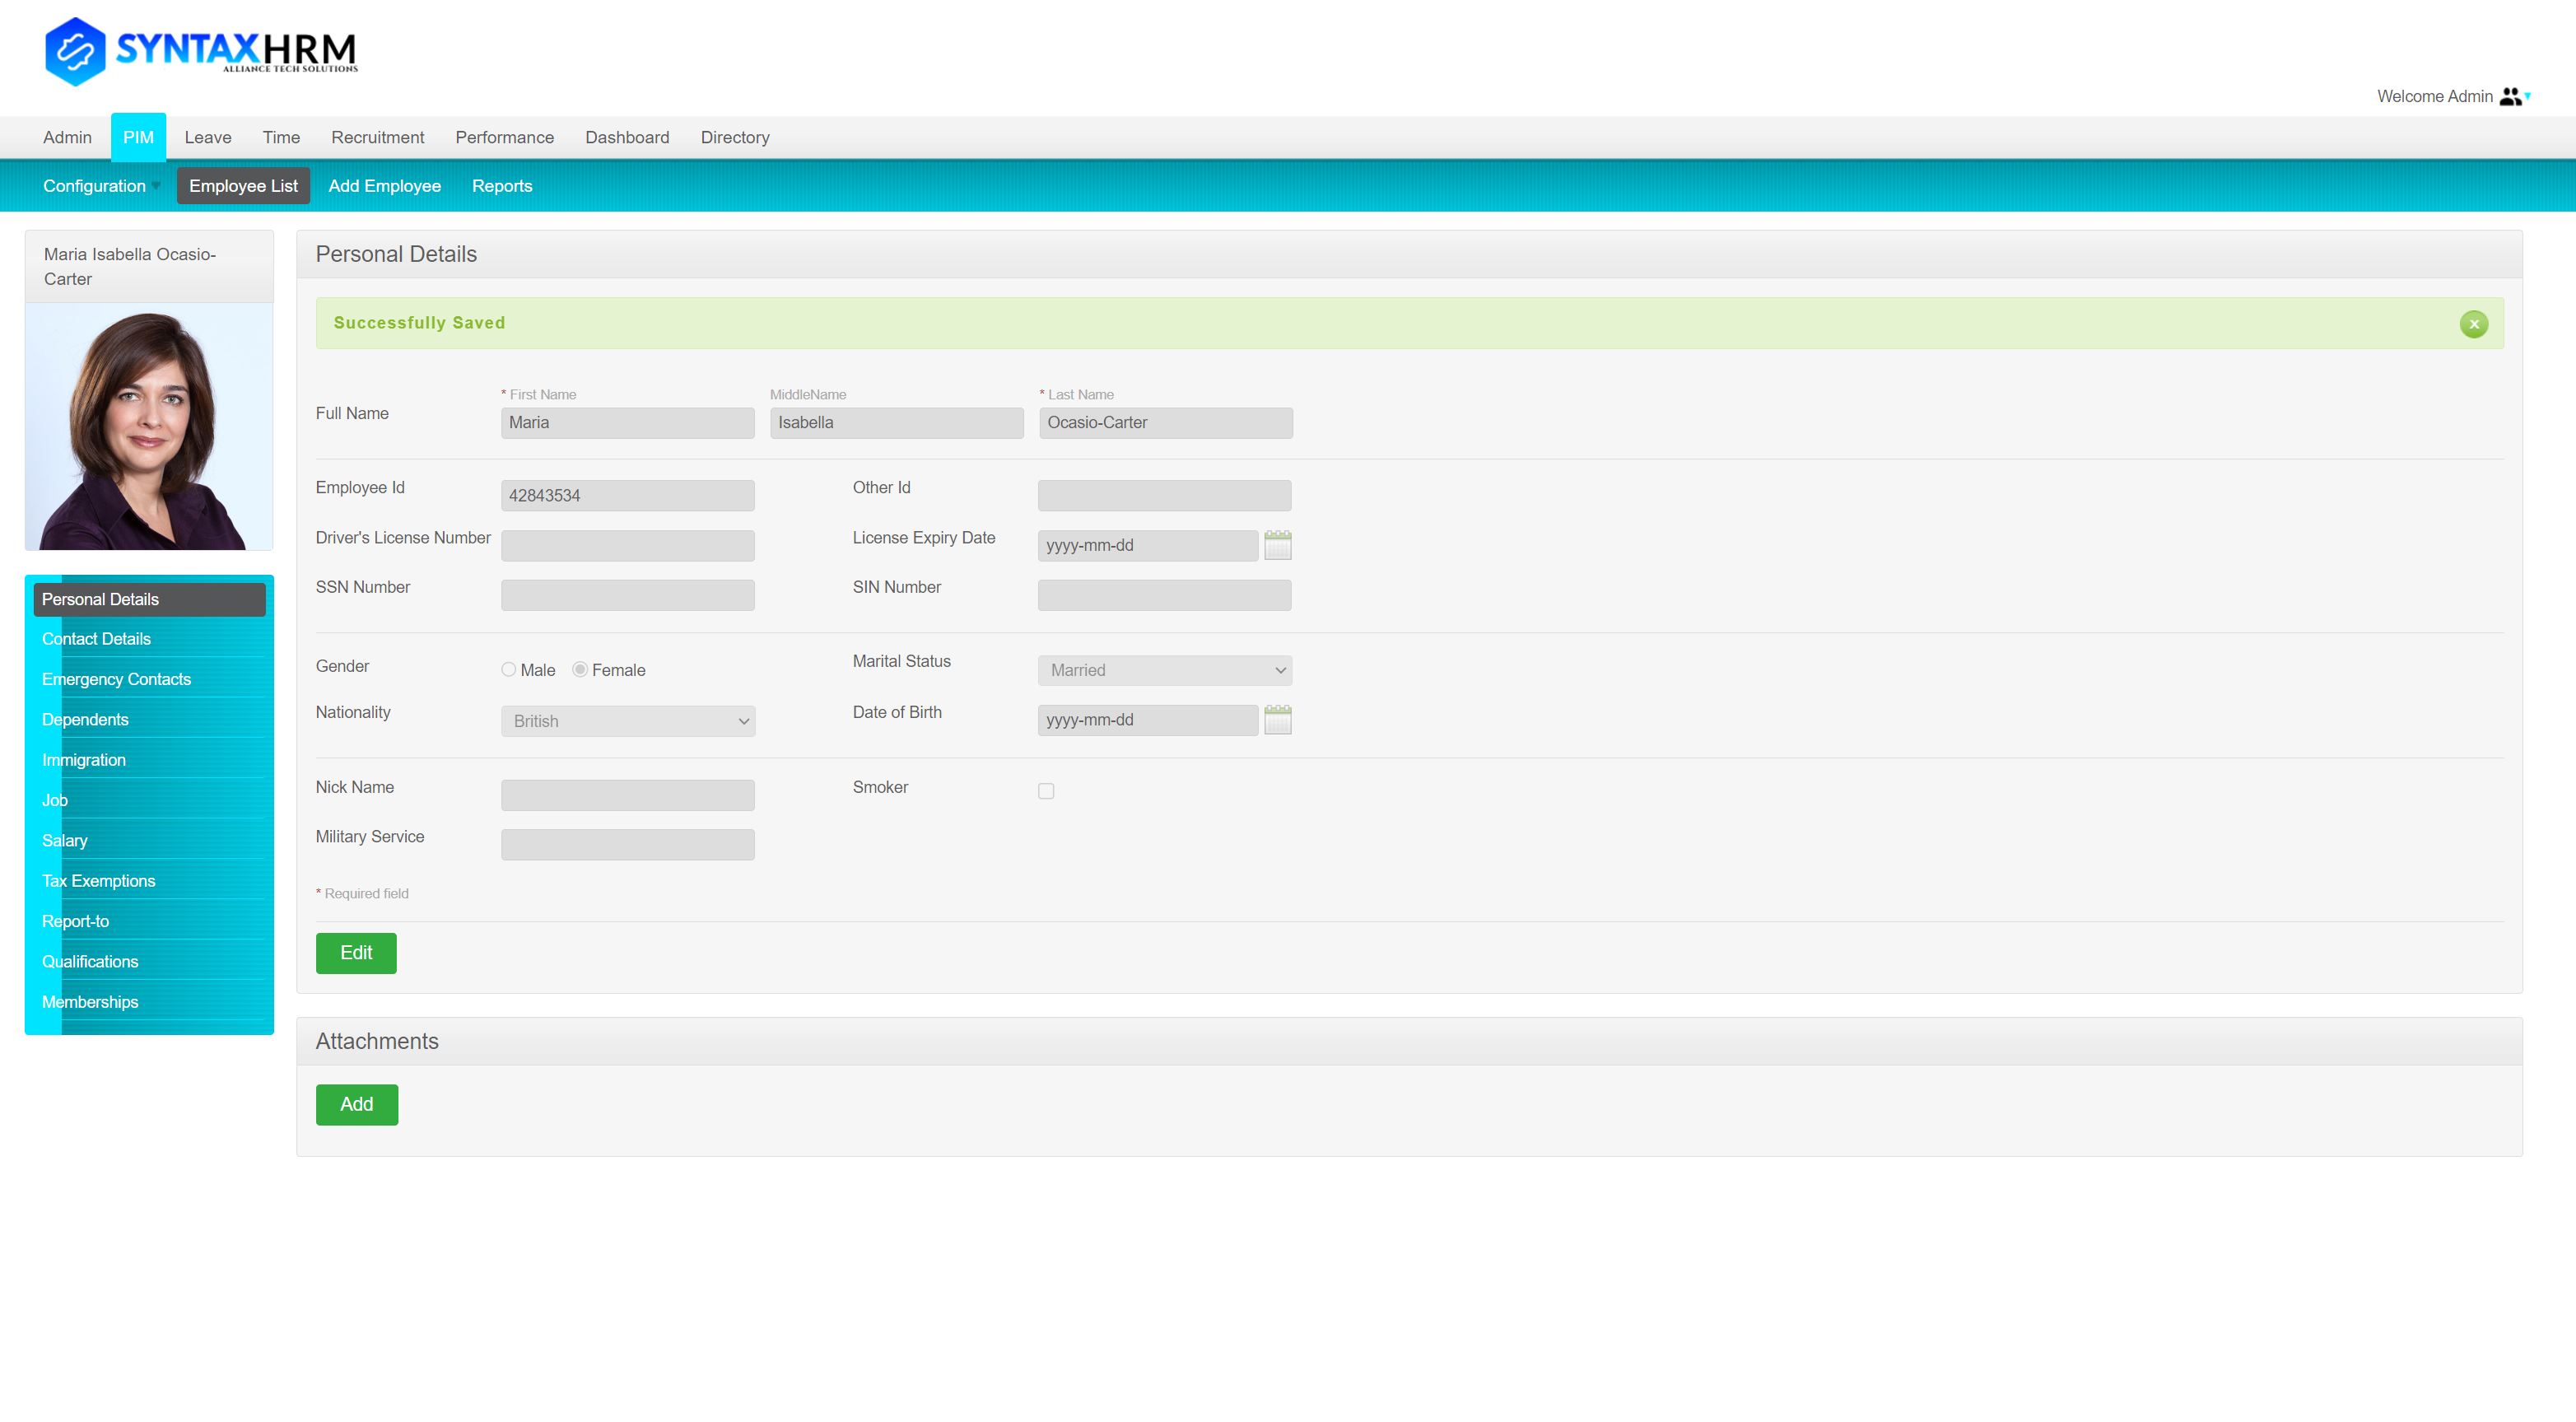 SYNTAXHRM
ALLIANCE TECH SOLUTIONS
Welcome Admin
Admin PIM Leave Time Recruitment Performance Dashboard Directory
Configuration Employee List Add Employee Reports
Maria Isabella Ocasio-
Carter
Personal Details
Contact Details
Emergency Contacts
Dependents
Immigration
Job
Salary
Tax Exemptions
Report-to
Qualifications
Memberships
Personal Details
Successfully Saved x
* First Name MiddleName * Last Name
Full Name Maria Isabella Ocasio-Carter
Employee Id 42843534 Other Id
Driver's License Number License Expiry Date yyyy-mm-dd
SSN Number SIN Number
Gender Male Female Marital Status Married
Nationality British Date of Birth yyyy-mm-dd
Nick Name Smoker
Military Service
* Required field
Edit
Attachments
Add